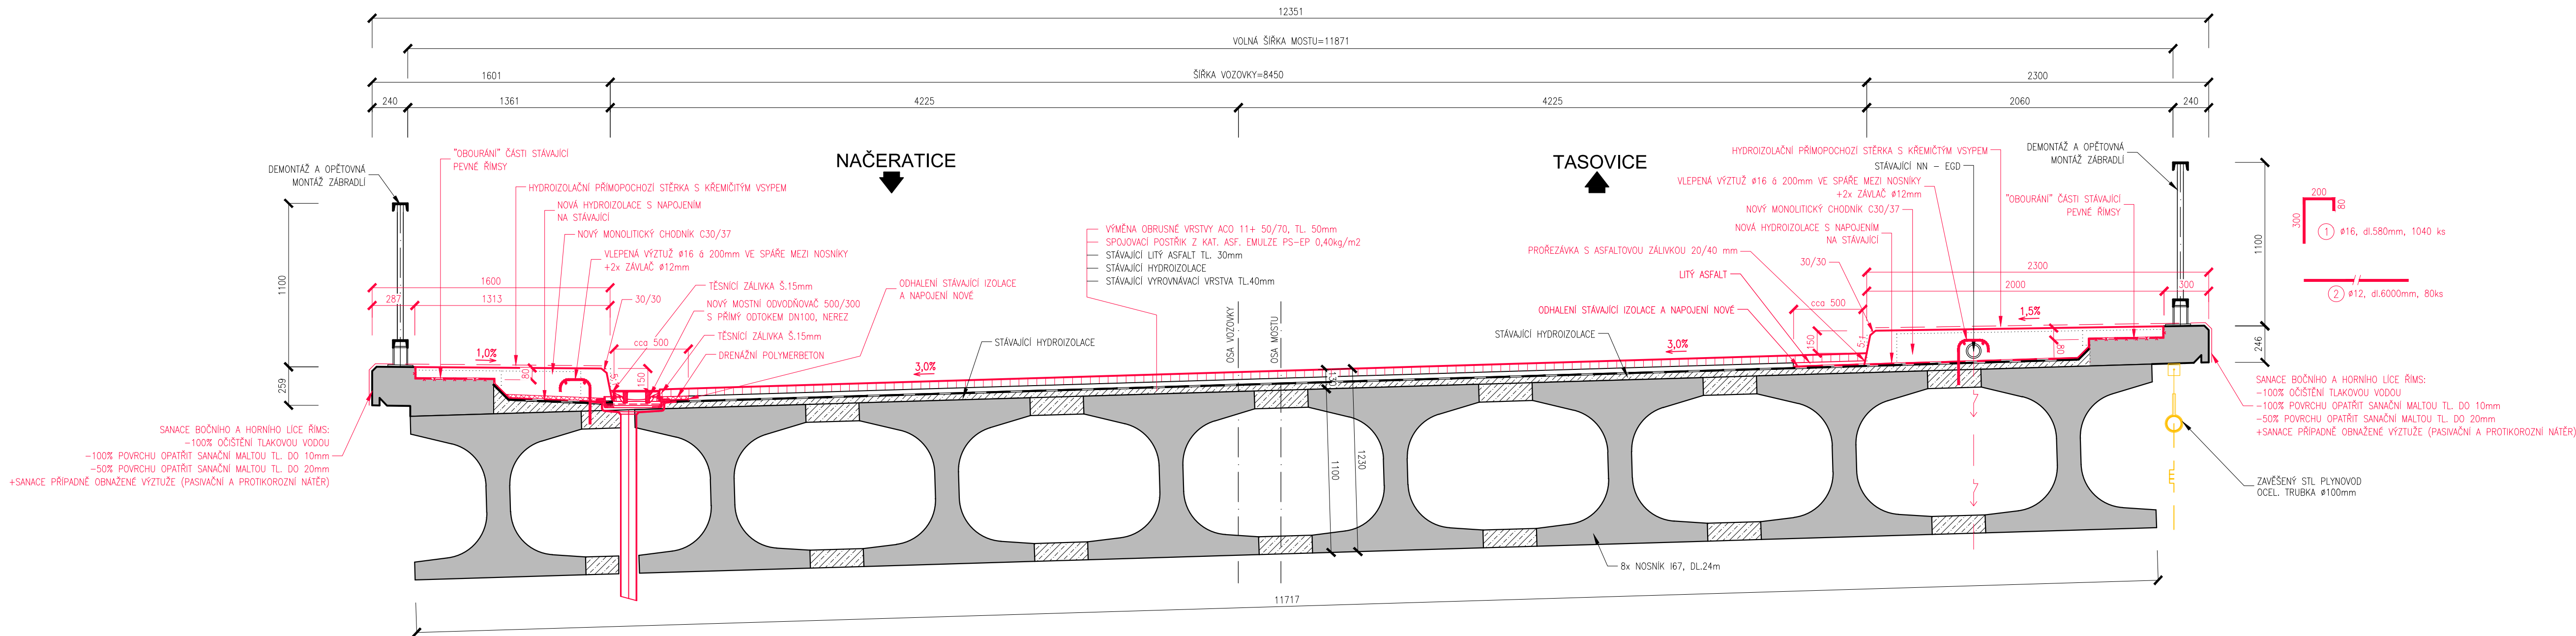 12351
VOLNÁ ŠÍŘKA MOSTU=11871
1601
ŠÍŘKA VOZOVKY=8450
2300
240
1361
4225
4225
2060
240
NAČERATICE
TASOVICE
DEMONTÁŽ A OPĚTOVNÁ
MONTÁŽ ZÁBRADLÍ
"OBOURÁNÍ" ČÁSTI STÁVAJÍCÍ
PEVNÉ ŘÍMSY
HYDROIZOLAČNÍ PŘÍMOPOCHOZÍ STĚRKA S KŘEMIČITÝM VSYPEM
NOVÁ HYDROIZOLACE S NAPOJENÍM
NA STÁVAJÍCÍ
NOVÝ MONOLITICKÝ CHODNÍK C30/37
VLEPENÁ VÝZTUŽ ø16 á 200mm VE SPÁŘE MEZI NOSNÍKY
+2x ZÁVLAČ ø12mm
1600
287
1313
30/30
TĚSNÍCÍ ZÁLIVKA Š.15mm
NOVÝ MOSTNÍ ODVODŇOVAČ 500/300
S PŘÍMÝ ODTOKEM DN100, NEREZ
TĚSNÍCÍ ZÁLIVKA Š.15mm
DRENÁŽNÍ POLYMERBETON
cca 500
ODHALENÍ STÁVAJÍCÍ IZOLACE
A NAPOJENÍ NOVÉ
1100
259
1,0%
80
5:1
150
3,0%
STÁVAJÍCÍ HYDROIZOLACE
VÝMĚNA OBRUSNÉ VRSTVY ACO 11+ 50/70, TL. 50mm
SPOJOVACÍ POSTŘIK Z KAT. ASF. EMULZE PS-EP 0,40kg/m2
STÁVAJÍCÍ LITÝ ASFALT TL. 30mm
STÁVAJÍCÍ HYDROIZOLACE
STÁVAJÍCÍ VYROVNÁVACÍ VRSTVA TL.40mm
OSA VOZOVKY
OSA MOSTU
1100
1230
HYDROIZOLAČNÍ PŘÍMOPOCHOZÍ STĚRKA S KŘEMIČTÝM VSYPEM
STÁVAJÍCÍ NN - EGD
VLEPENÁ VÝZTUŽ ø16 á 200mm VE SPÁŘE MEZI NOSNÍKY
+2x ZÁVLAČ ø12mm
NOVÝ MONOLITICKÝ CHODNÍK C30/37
NOVÁ HYDROIZOLACE S NAPOJENÍM
NA STÁVAJÍCÍ
PROŘEZÁVKA S ASFALTOVOU ZÁLIVKOU 20/40 mm
30/30
LITÝ ASFALT
cca 500
ODHALENÍ STÁVAJÍCÍ IZOLACE A NAPOJENÍ NOVÉ
STÁVAJÍCÍ HYDROIZOLACE
3,0%
150
5:1
DEMONTÁŽ A OPĚTOVNÁ
MONTÁŽ ZÁBRADLÍ
"OBOURÁNÍ" ČÁSTI STÁVAJÍCÍ
PEVNÉ ŘÍMSY
2300
2000
300
1,5%
80
1100
246
200
300
80
1 ø16, dl.580mm, 1040 ks
2 ø12, dl.6000mm, 80ks
SANACE BOČNÍHO A HORNÍHO LÍCE ŘÍMS:
-100% OČIŠTĚNÍ TLAKOVOU VODOU
-100% POVRCHU OPATŘIT SANAČNÍ MALTOU TL. DO 10mm
-50% POVRCHU OPATŘIT SANAČNÍ MALTOU TL. DO 20mm
+SANACE PŘÍPADNĚ OBNAŽENÉ VÝZTUŽE (PASIVAČNÍ A PROTIKOROZNÍ NÁTĚR)
SANACE BOČNÍHO A HORNÍHO LÍCE ŘÍMS:
-100% OČIŠTĚNÍ TLAKOVOU VODOU
-100% POVRCHU OPATŘIT SANAČNÍ MALTOU TL. DO 10mm
-50% POVRCHU OPATŘIT SANAČNÍ MALTOU TL. DO 20mm
+SANACE PŘÍPADNĚ OBNAŽENÉ VÝZTUŽE (PASIVAČNÍ A PROTIKOROZNÍ NÁTĚR)
ZAVĚŠENÝ STL PLYNOVOD
OCEL. TRUBKA ø100mm
8x NOSNÍK I67, DL.24m
11717